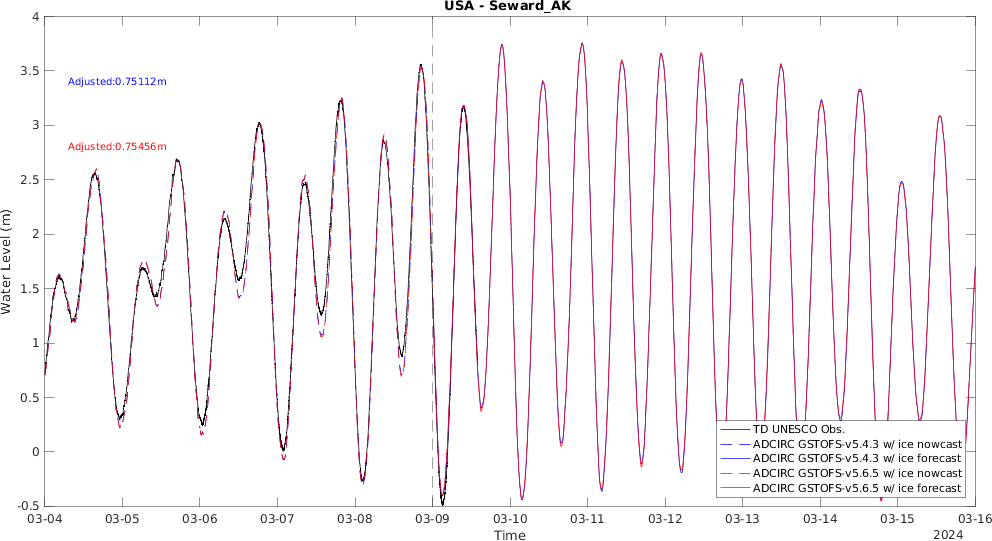 USA - Seward_AK
4
3.5
3
2.5
2
1.5
1
0.5
0
-0.5
Water Level (m)
Adjusted:0.75112m
Adjusted:0.75456m
TD UNESCO Obs.
ADCIRC GSTOFS-v5.4.3 w/ ice nowcast
ADCIRC GSTOFS-v5.4.3 w/ ice forecast
ADCIRC GSTOFS-v5.6.5 w/ ice nowcast
ADCIRC GSTOFS-v5.6.5 w/ ice forecast
03-04 03-05 03-06 03-07 03-08 03-09 03-10 03-11 03-12 03-13 03-14 03-15 03-16
Time
2024